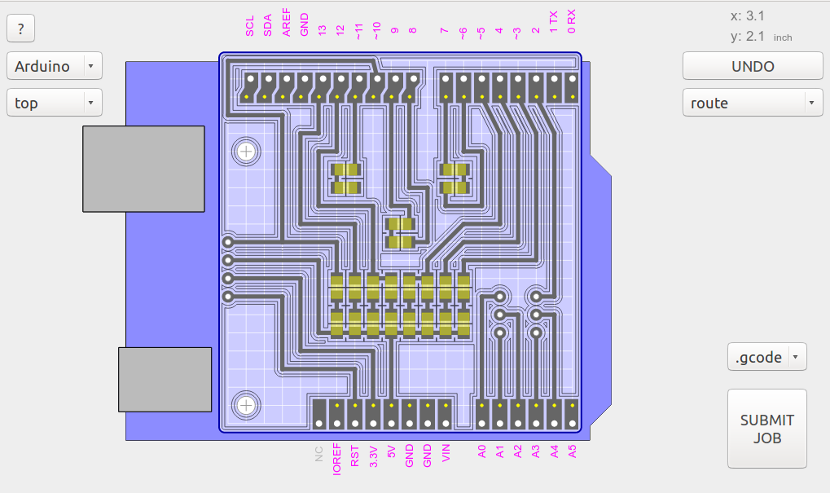 ?
Arduino
top
SCL
SDA
AREF
GND
13
12
~11
~10
9
8
7
~6
~5
4
~3
2
1 TX
0 RX
x: 3.1
y: 2.1 inch
UNDO
route
.gcode
SUBMIT
JOB
NC
IOREF
RST
3.3V
5V
GND
GND
VIN
A0
A1
A2
A3
A4
A5